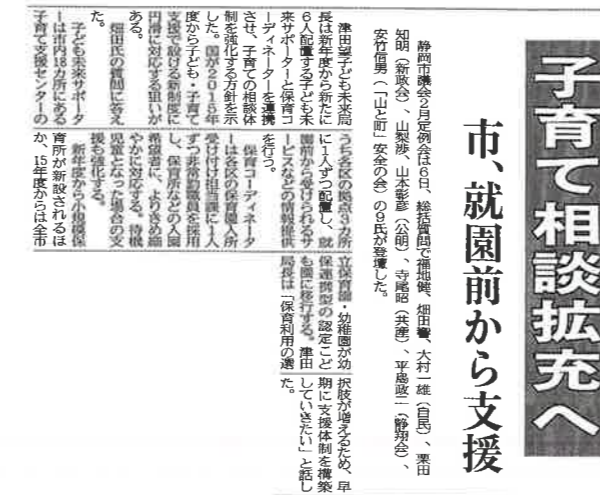 子育て相談拡充へ
市、就園前から支援
静岡市議会２月定例会は６日、総括質問で福地健、畑田響、大村一雄（自民）、栗田
知明（新政会）、山梨渉、山本彰彦（公明）、寺尾昭（共産）、平島政二（静翔会）、
安竹信男（「山と町」安全の会）の９氏が登壇した。
津田望子ども未来局
長は新年度から新たに
６人配置する子ども未
来サポーターと保育コ
ーディネーターを連携
させ、子育ての相談体
制を強化する方針を示
した。国が２０１５年
度から子ども・子育て
支援で設ける新制度に
円滑に対応する狙いが
ある。
畑田氏の質問に答え
た。
子ども未来サポータ
ーは市内18カ所にある
子育て支援センターの
うち各区の拠点３カ所
に１人ずつ配置し、就
園前から受けられるサ
ービスなどの情報提供
を行う。
保育コーディネータ
ーは各区の保育園入所
受け付け担当課に１人
ずつ非常勤職員を採用
し、保育所などの入園
希望者に、よりきめ細
やかに対応する。待機
児童となった場合の支
援も強化する。
新年度から小規模保
育所が新設されるほ
か、15年度からは全市
立保育園・幼稚園が幼
保連携型の認定こど
も園に移行する。津田
局長は「保育利用の選
択肢が増えるため、早
期に支援体制を構築
していきたい」と話し
た。